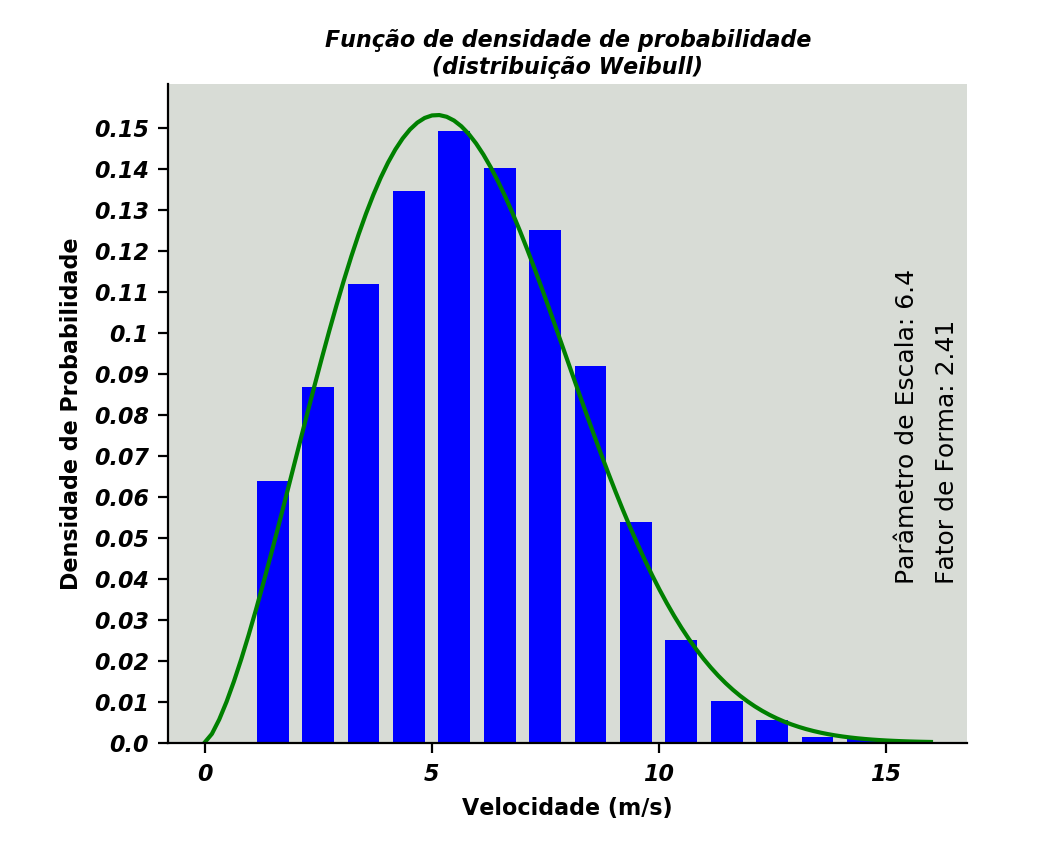 Função de densidade de probabilidade
(distribuição Weibull)
Densidade de Probabilidade
0.15
0.14
0.13
0.12
0.11
0.1
0.09
0.08
0.07
0.06
0.05
0.04
0.03
0.02
0.01
0.0
Parâmetro de Escala: 6.4
Fator de Forma: 2.41
0 5 10 15
Velocidade (m/s)